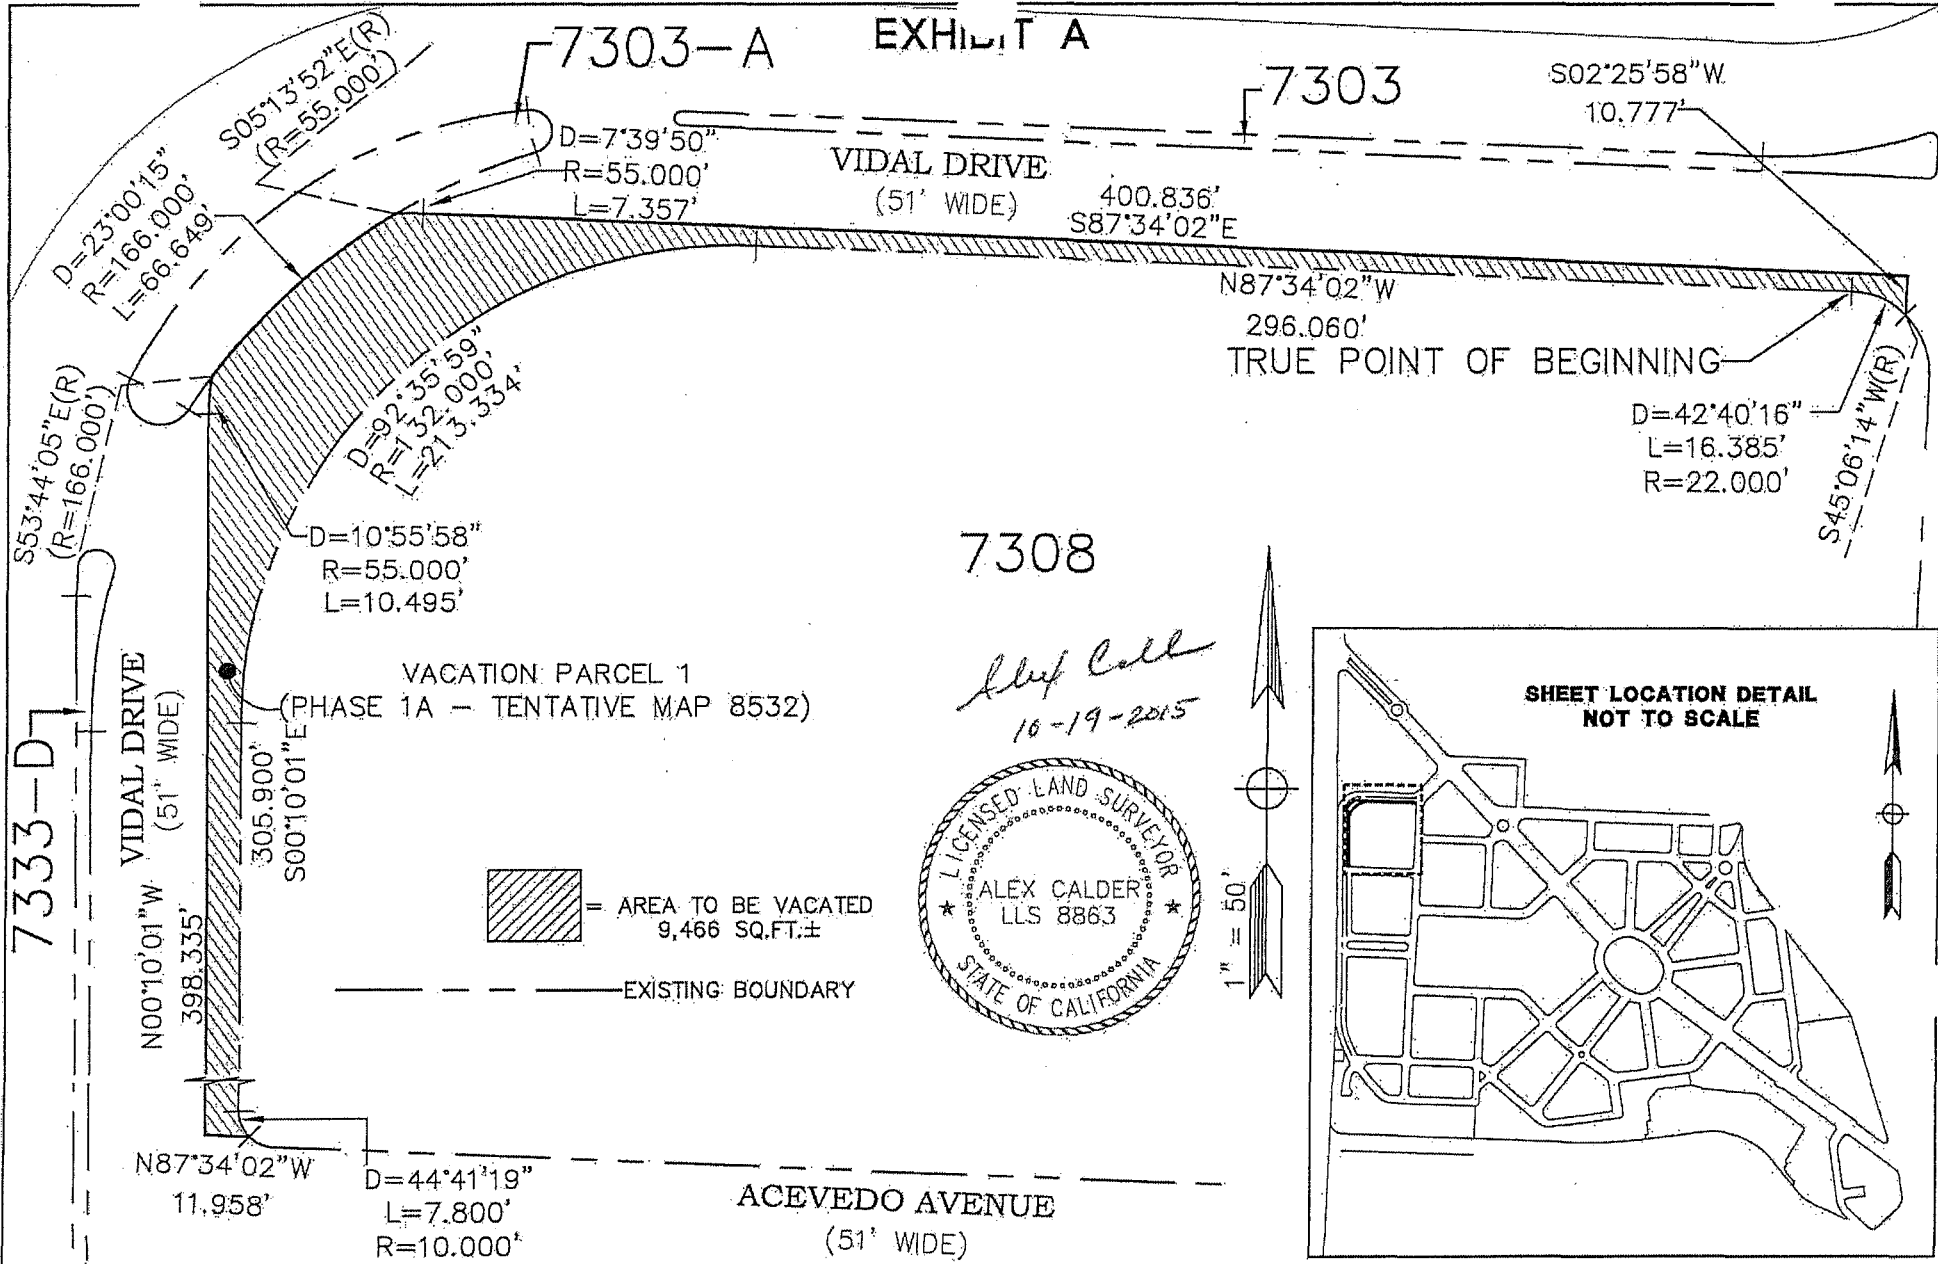 EXHIBIT A
7303-A
7303
S02°25'58"W
10.777'
S05°13'52"E(R)
(R=55.000')
D=7°39'50"
R=55.000'
L=7.357'
VIDAL DRIVE
(51' WIDE)
400.836'
S87°34'02"E
D=23°00'15"
R=166.000'
L=66.649'
N87°34'02"W
296.060'
TRUE POINT OF BEGINNING
D=42°40'16"
L=16.385'
R=22.000'
S45°06'14"W(R)
S53°44'05"E(R)
(R=166.000')
D=92°35'59"
R=132.000'
L=213.334'
D=10°55'58"
R=55.000'
L=10.495'
7308
Alex Calder
10-19-2015
VACATION PARCEL 1
(PHASE 1A - TENTATIVE MAP 8532)
7333-D
VIDAL DRIVE
(51' WIDE)
305.900'
S00°10'01"E
N00°10'01"W
398.335'
= AREA TO BE VACATED
9,466 SQ.FT.±
EXISTING BOUNDARY
LICENSED LAND SURVEYOR
ALEX CALDER
LLS 8863
STATE OF CALIFORNIA
1" = 50'
SHEET LOCATION DETAIL
NOT TO SCALE
N87°34'02"W
11.958'
D=44°41'19"
L=7.800'
R=10.000'
ACEVEDO AVENUE
(51' WIDE)